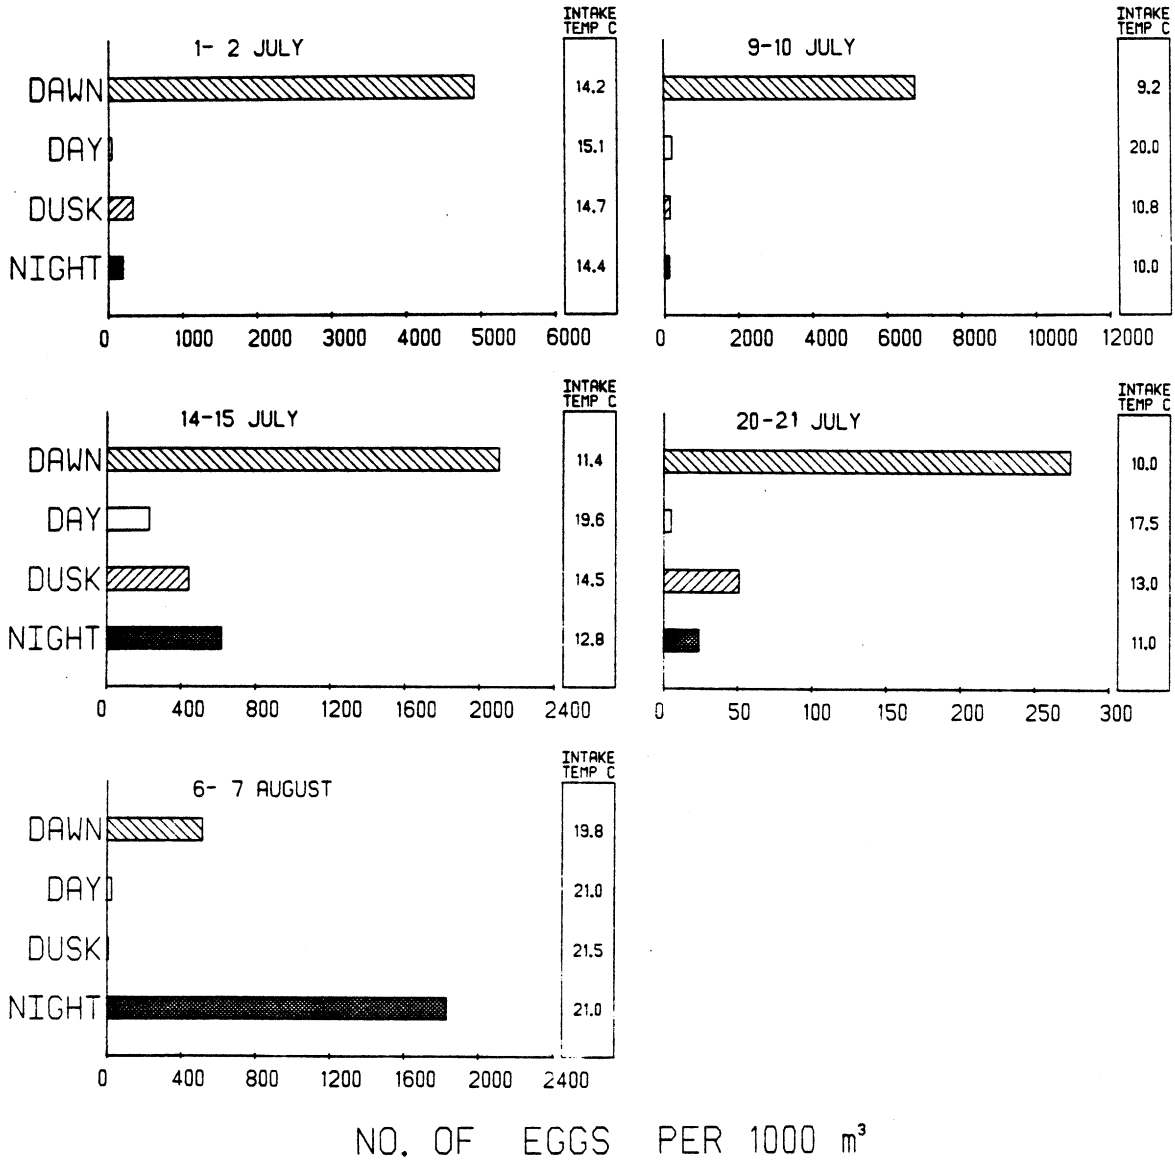 INTAKE
TEMP C
1- 2 JULY
DAWN 14.2
DAY 15.1
DUSK 14.7
NIGHT 14.4
0 1000 2000 3000 4000 5000 6000
INTAKE
TEMP C
9-10 JULY
9.2
20.0
10.8
10.0
0 2000 4000 6000 8000 10000 12000
INTAKE
TEMP C
14-15 JULY
DAWN 11.4
DAY 19.6
DUSK 14.5
NIGHT 12.8
0 400 800 1200 1600 2000 2400
INTAKE
TEMP C
20-21 JULY
10.0
17.5
13.0
11.0
0 50 100 150 200 250 300
INTAKE
TEMP C
6- 7 AUGUST
DAWN 19.8
DAY 21.0
DUSK 21.5
NIGHT 21.0
0 400 800 1200 1600 2000 2400
NO. OF EGGS PER 1000 m³